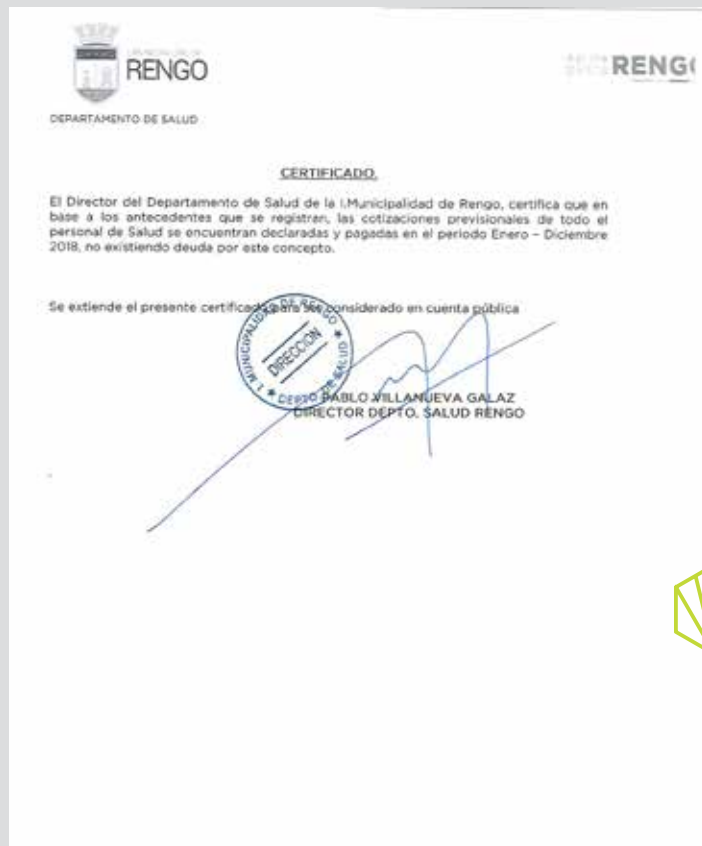 RENGO
RENGO
DEPARTAMENTO DE SALUD
CERTIFICADO.
El Director del Departamento de Salud de la I.Municipalidad de Rengo, certifica que en
base a los antecedentes que se registran, las cotizaciones previsionales de todo el
personal de Salud se encuentran declaradas y pagadas en el periodo Enero – Diciembre
2018, no existiendo deuda por este concepto.
Se extiende el presente certificado para ser considerado en cuenta pública
I. MUNICIPALIDAD DE RENGO
DIRECCION
DEPTO. DE SALUD
PABLO VILLANUEVA GALAZ
DIRECTOR DEPTO. SALUD RENGO